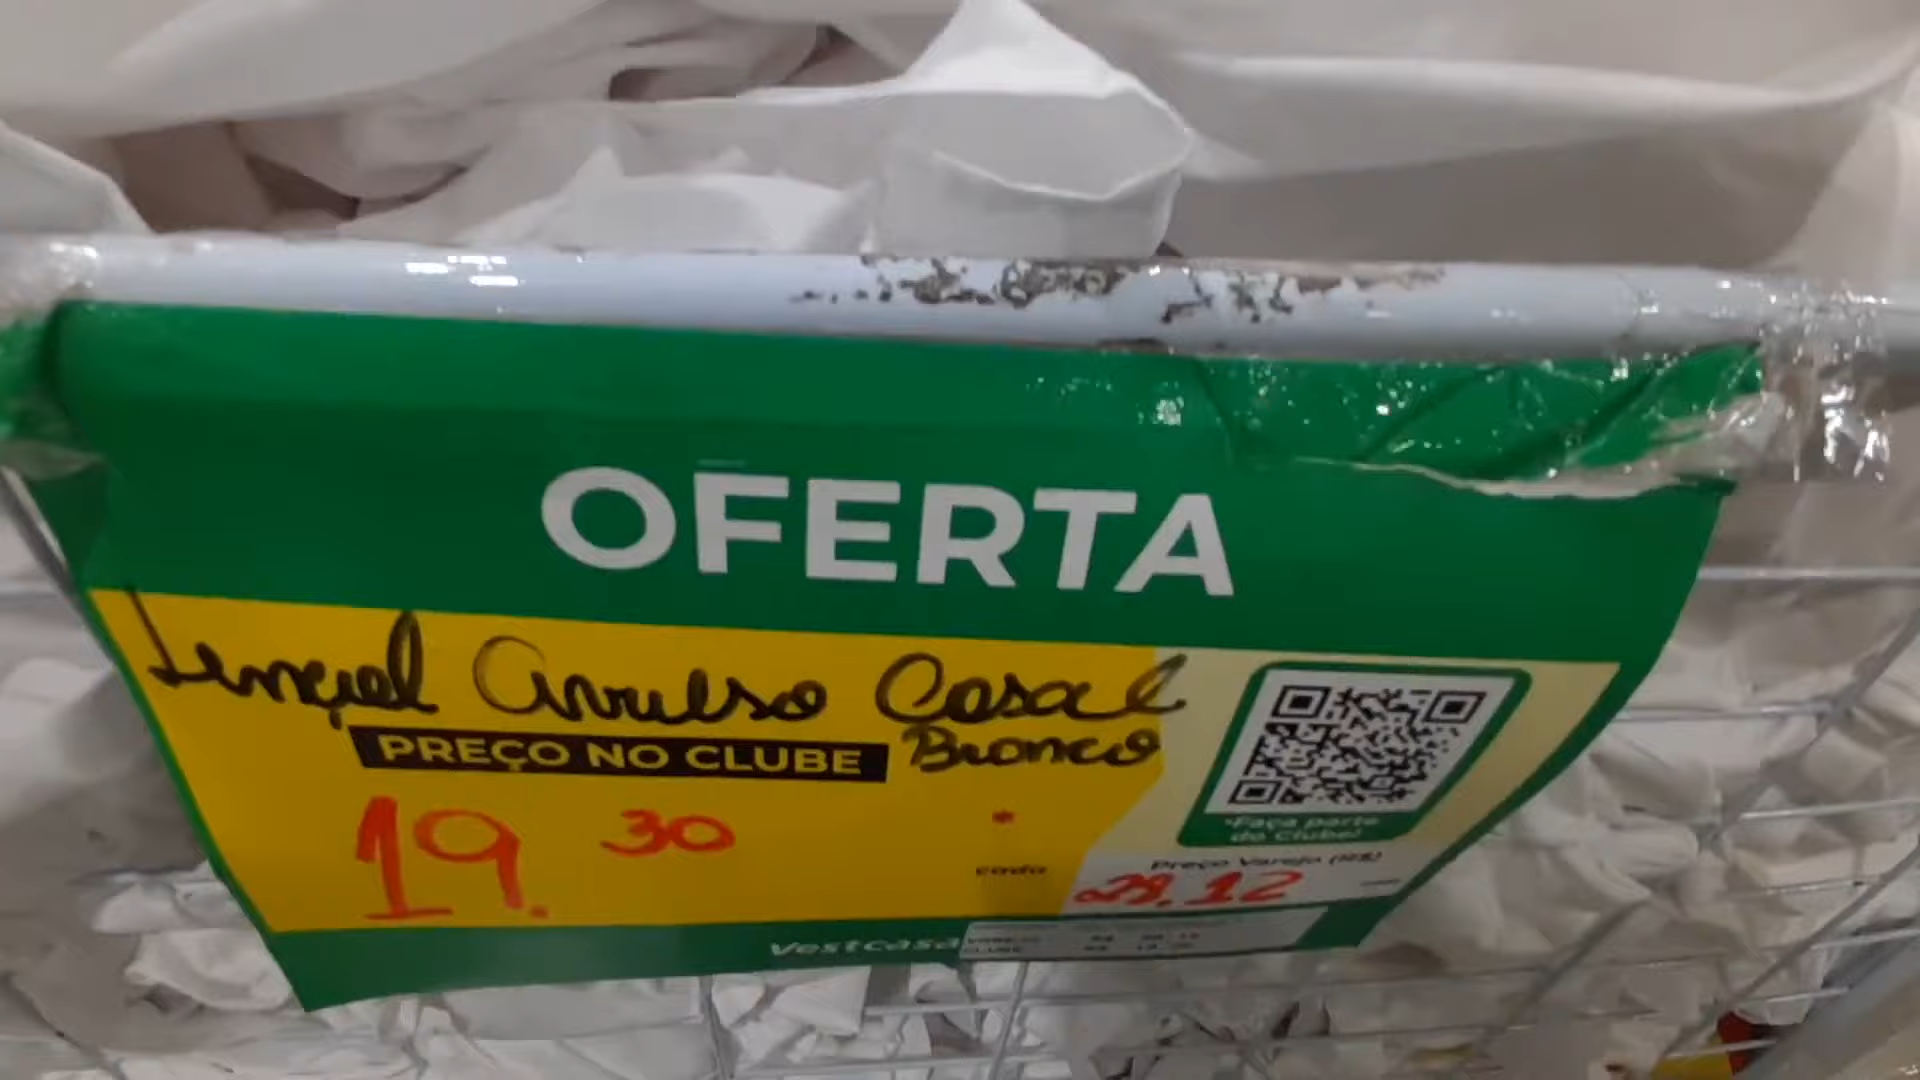 OFERTA
Lençol Avulso Casal
Branco
PREÇO NO CLUBE
19.30
*
cada
Faça parte
do Clube!
Preço Varejo (R$)
29,12
vestcasa